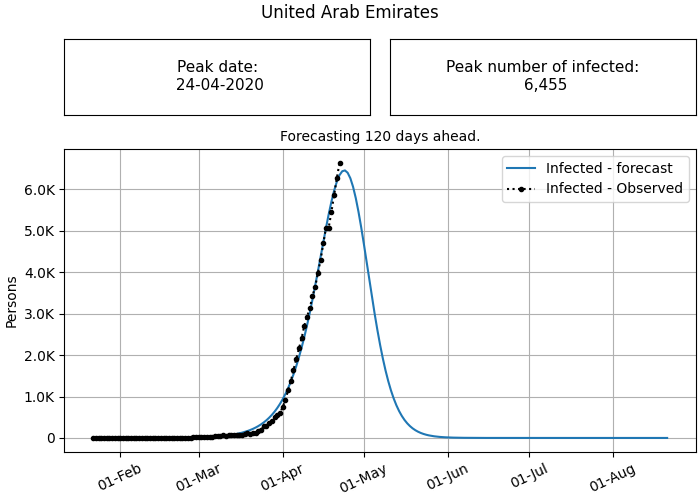 United Arab Emirates
Peak date:
24-04-2020
Peak number of infected:
6,455
Forecasting 120 days ahead.
Infected - forecast
Infected - Observed
Persons
6.0K
5.0K
4.0K
3.0K
2.0K
1.0K
0
01-Feb
01-Mar
01-Apr
01-May
01-Jun
01-Jul
01-Aug